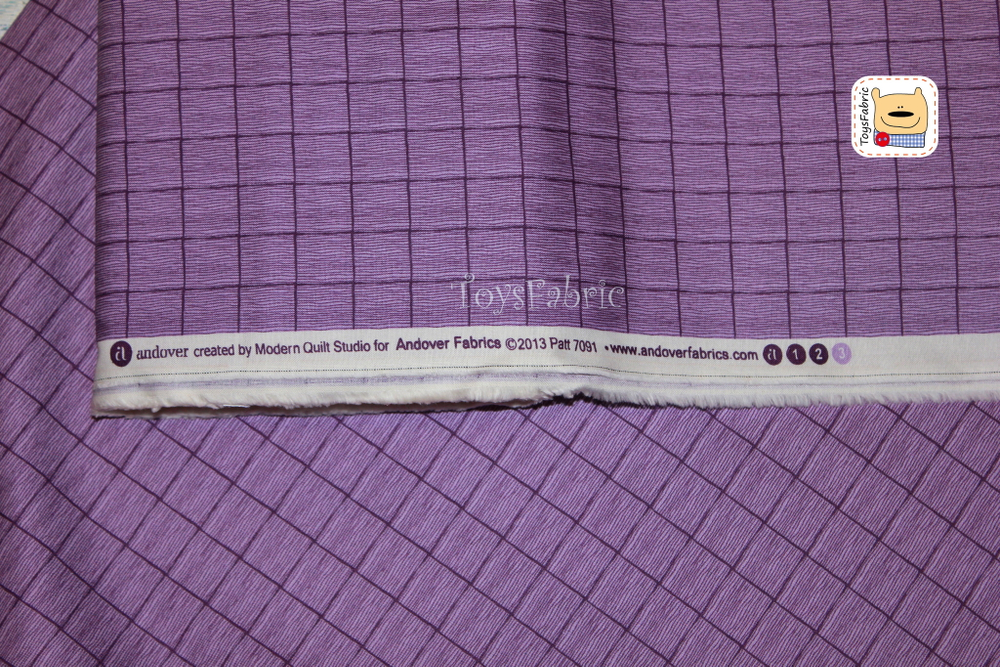 ToysFabric
ToysFabric
a andover created by Modern Quilt Studio for Andover Fabrics ©2013 Patt 7091 • www.andoverfabrics.com a 1 2 3